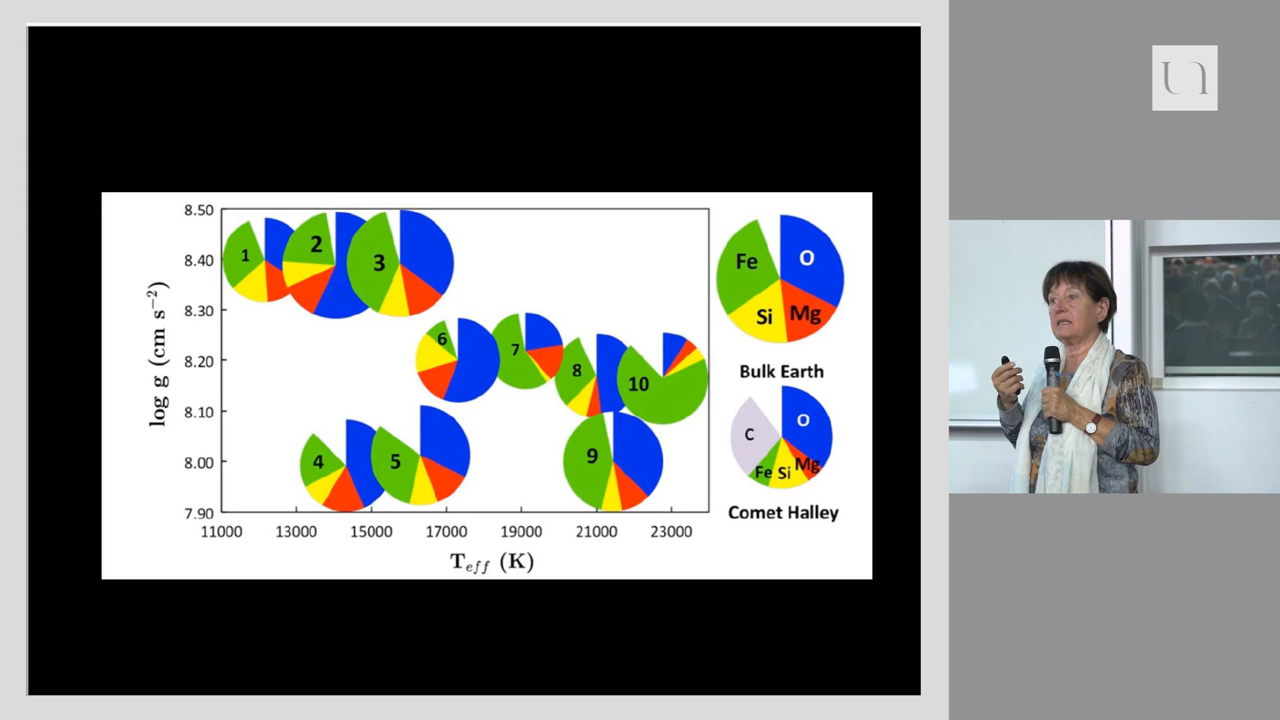 8.50
8.40
8.30
8.20
8.10
8.00
7.90
log g (cm s⁻²)
1
2
3
6
7
8
10
4
5
9
11000 13000 15000 17000 19000 21000 23000
Teff (K)
Fe
O
Si
Mg
Bulk Earth
C
O
Fe Si Mg
Comet Halley